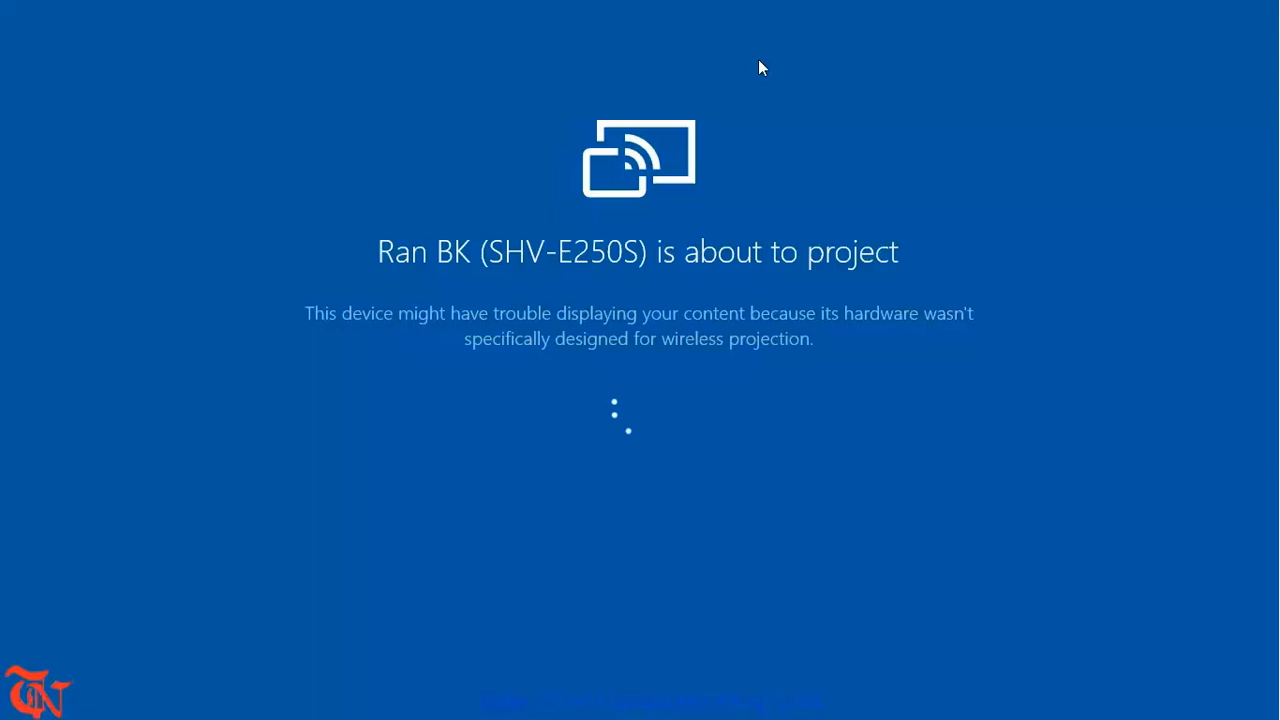 Ran BK (SHV-E250S) is about to project
This device might have trouble displaying your content because its hardware wasn't
specifically designed for wireless projection.